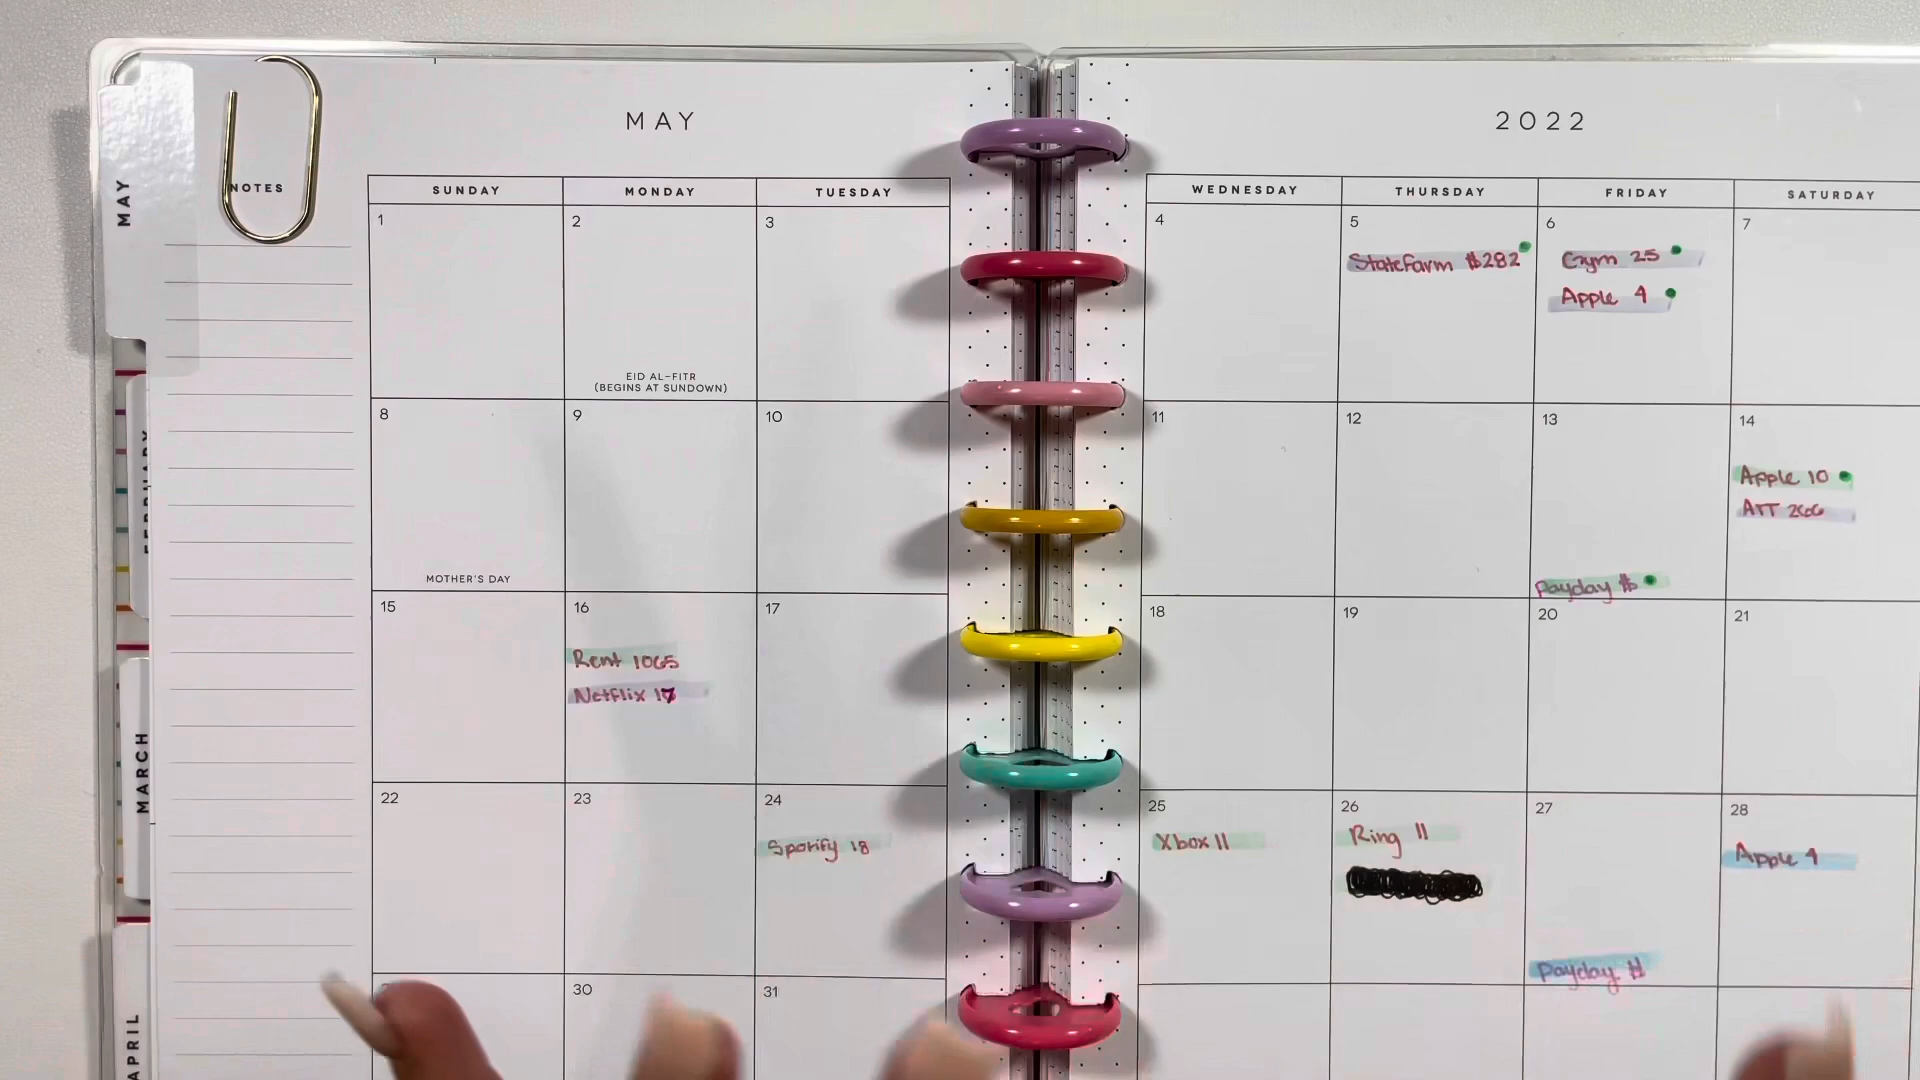 MAY
2022
MAY
NOTES
SUNDAY
MONDAY
TUESDAY
WEDNESDAY
THURSDAY
FRIDAY
SATURDAY
1
2
EID AL-FITR
(BEGINS AT SUNDOWN)
3
4
5
StateFarm $282
6
Gym 25
Apple 4
7
8
MOTHER'S DAY
9
10
11
12
13
Payday $
14
Apple 10
ATT 266
15
16
Rent 1065
Netflix 17
17
18
19
20
21
22
23
24
Spotify 18
25
Xbox 11
26
Ring 11
27
Payday $
28
Apple 4
30
31
FEBRUARY
MARCH
APRIL